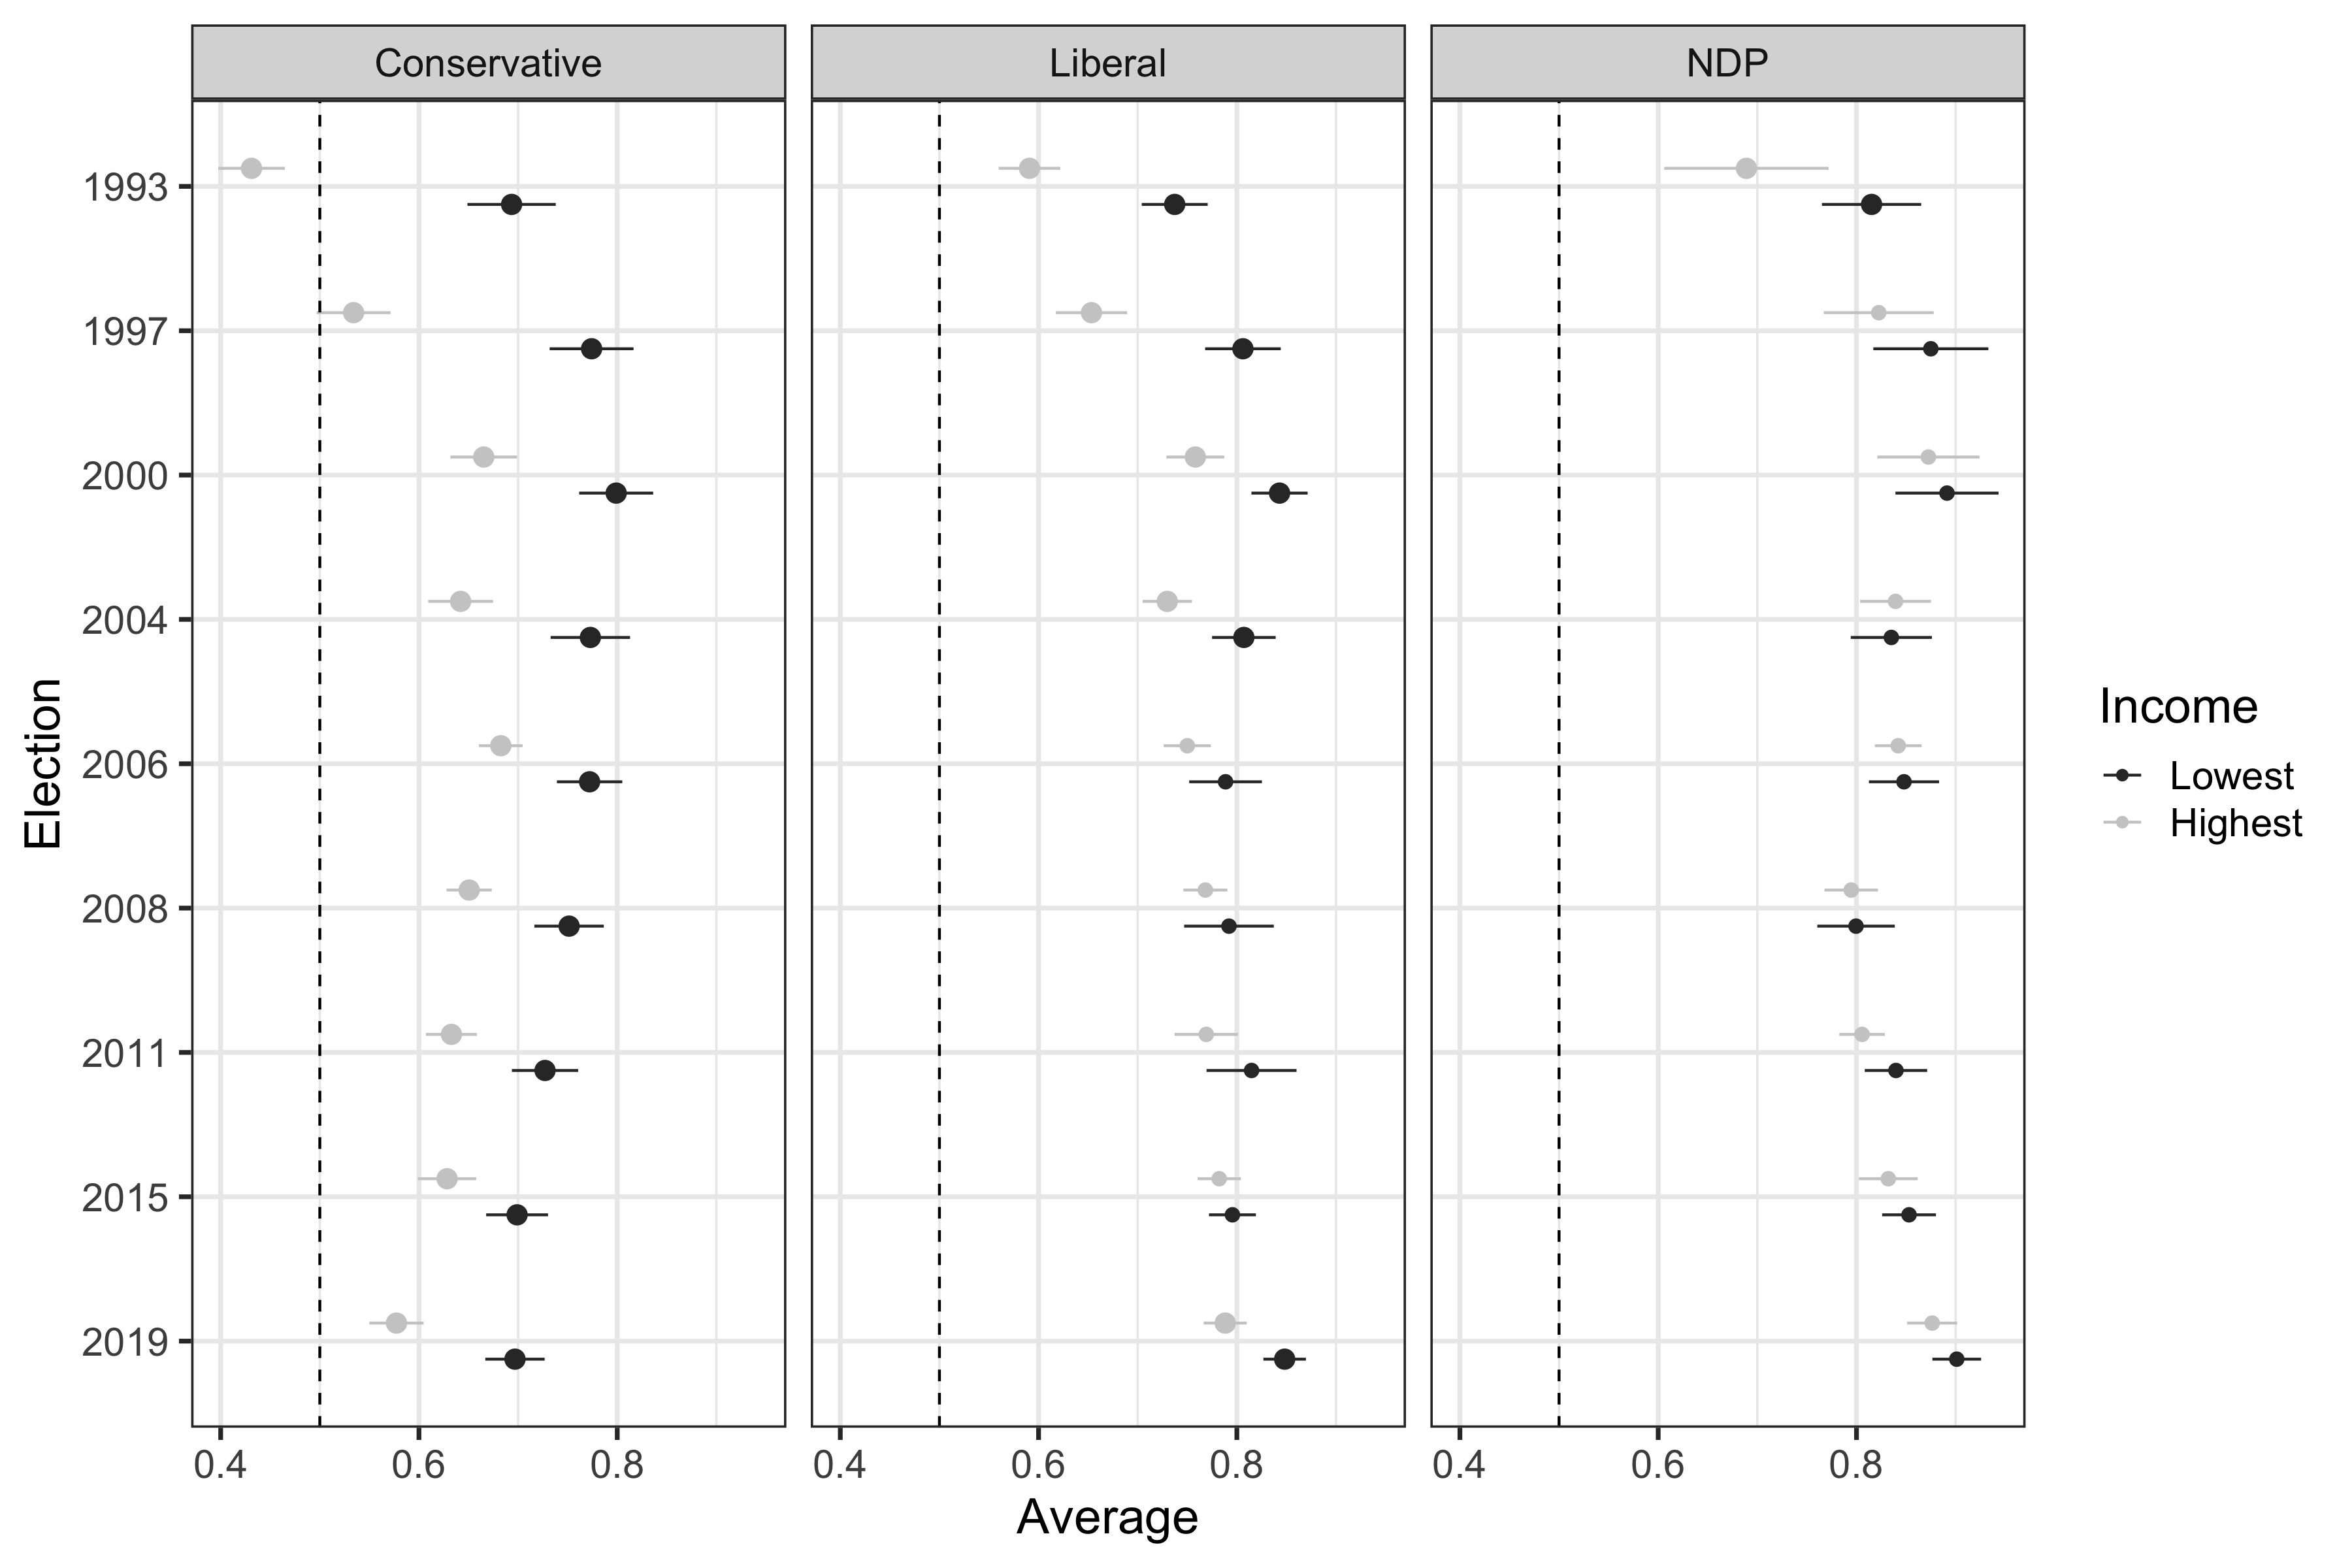 Conservative Liberal NDP
Election
1993
1997
2000
2004
2006
2008
2011
2015
2019
0.4 0.6 0.8 0.4 0.6 0.8 0.4 0.6 0.8
Average
Income
Lowest
Highest